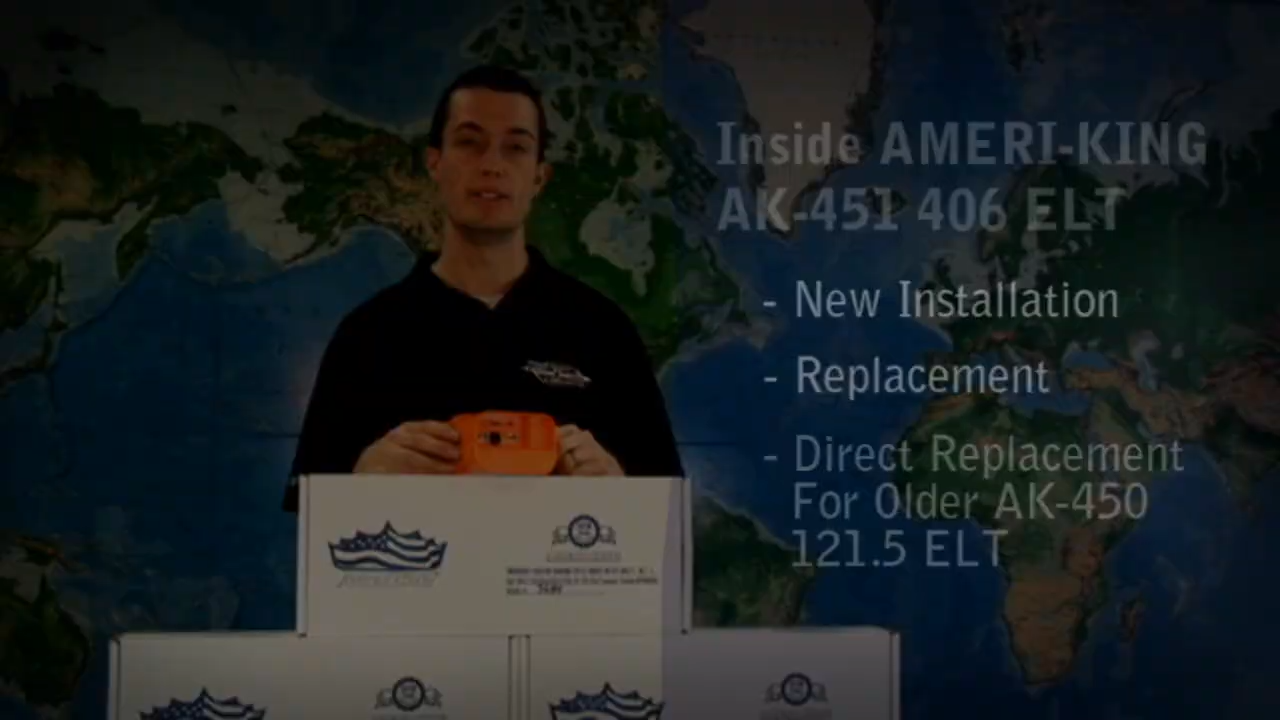 Inside AMERI-KING
AK-451 406 ELT
- New Installation
- Replacement
- Direct Replacement
For Older AK-450
121.5 ELT